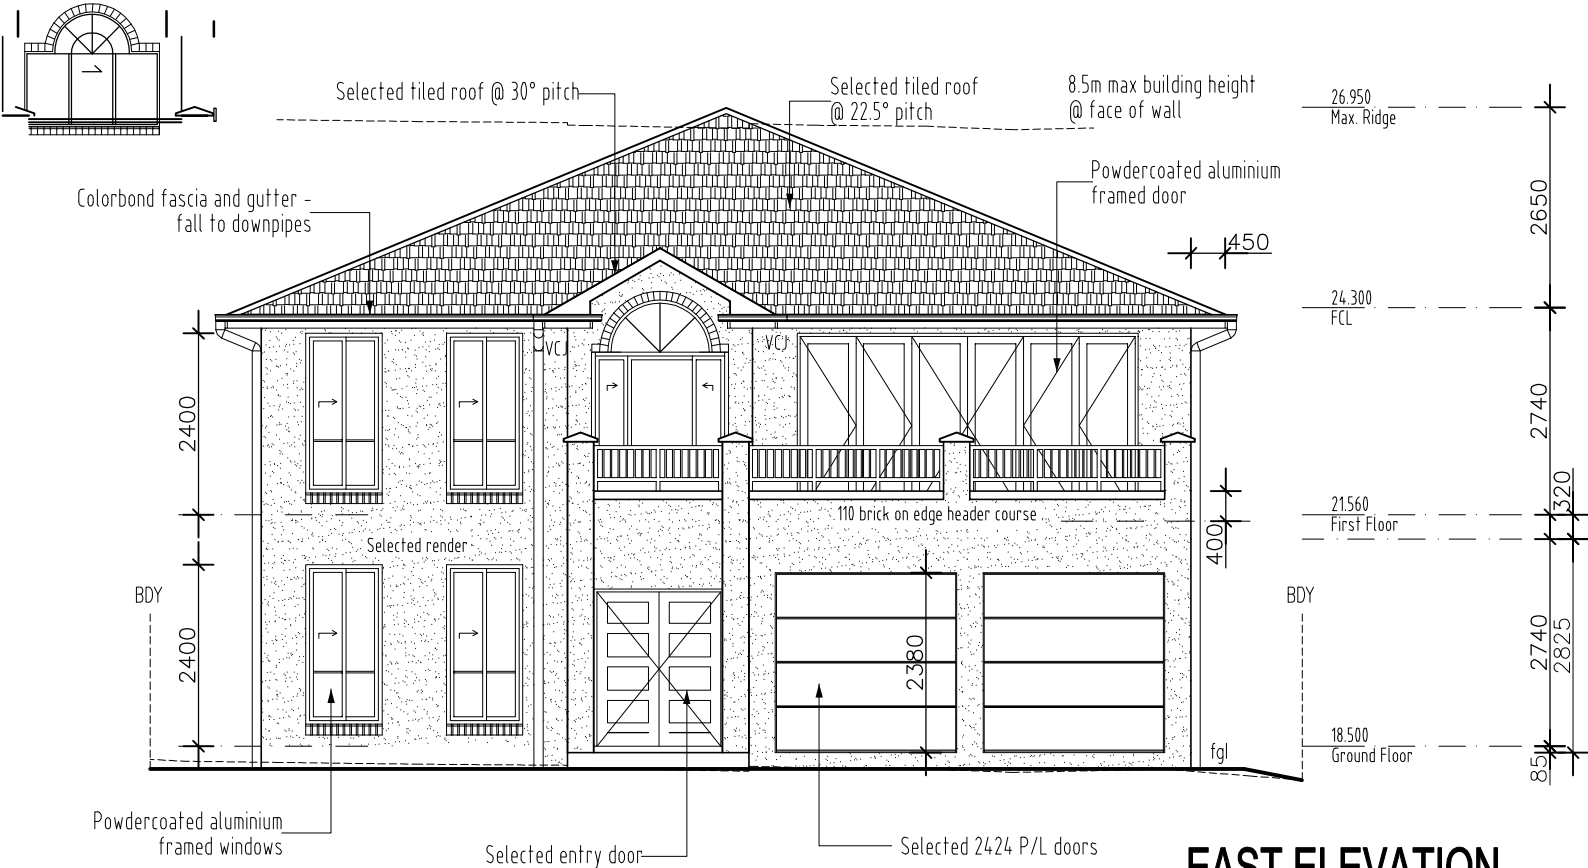 Selected tiled roof @ 30° pitch
Selected tiled roof
@ 22.5° pitch
8.5m max building height
@ face of wall
26.950
Max. Ridge
Powdercoated aluminium
framed door
Colorbond fascia and gutter -
fall to downpipes
2650
450
24.300
FCL
VCJ
VCJ
2400
2740
110 brick on edge header course
21.560
First Floor
320
400
Selected render
BDY
BDY
2400
2380
2740
2825
fgl
18.500
Ground Floor
85
Powdercoated aluminium
framed windows
Selected entry door
Selected 2424 P/L doors
EAST ELEVATION